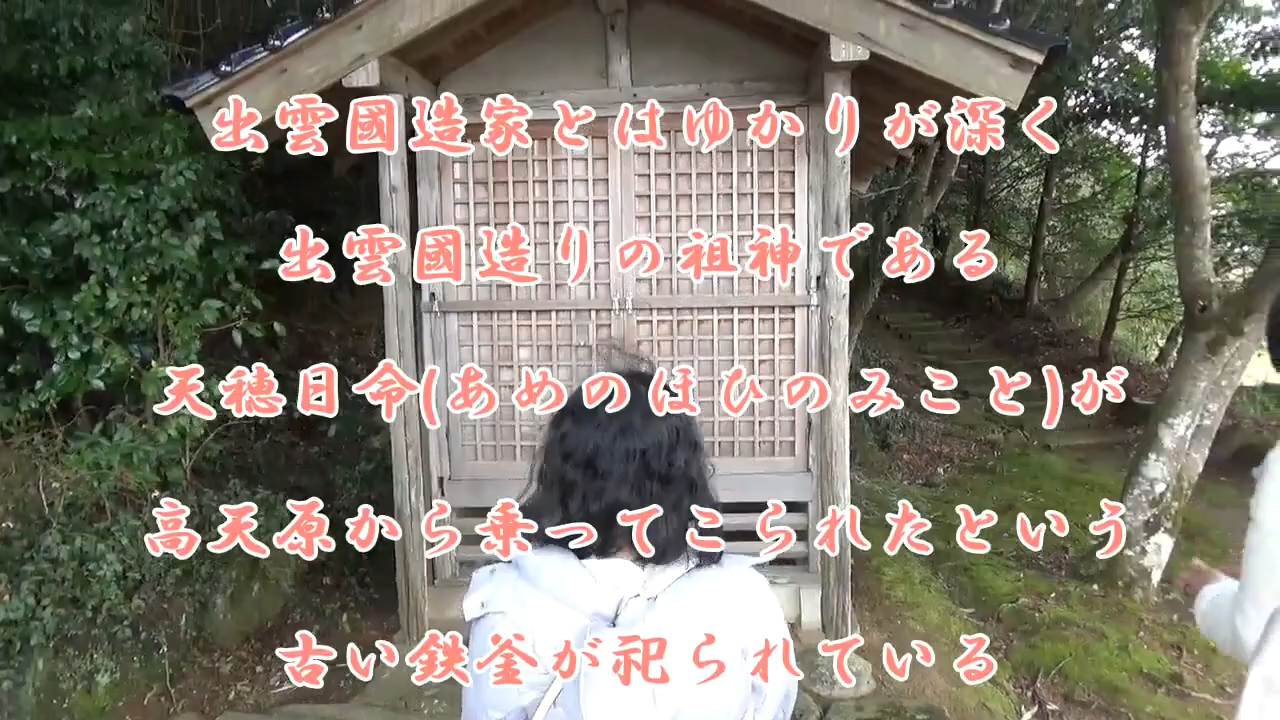 出雲國造家とはゆかりが深く
出雲國造りの祖神である
天穂日命(あめのほひのみこと)が
高天原から乗ってこられたという
古い鉄釜が祀られている